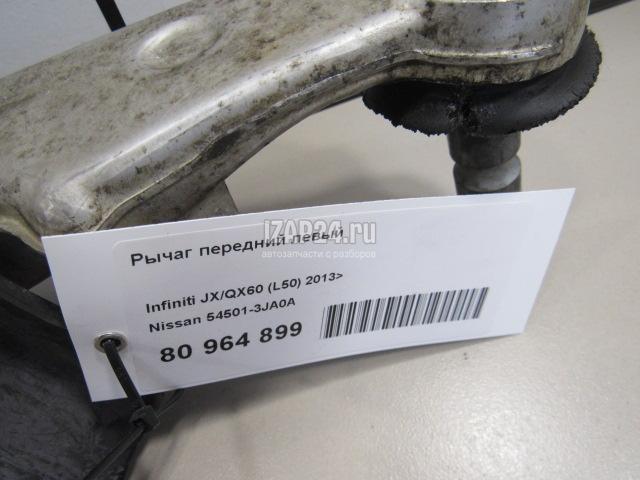 IZAP24.ru
автозапчасти с разборов
Рычаг передний левый
Infiniti JX/QX60 (L50) 2013>
Nissan 54501-3JA0A
80 964 899